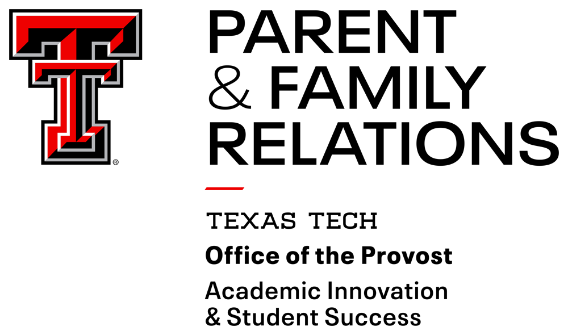 PARENT
& FAMILY
RELATIONS
TEXAS TECH
Office of the Provost
Academic Innovation
& Student Success